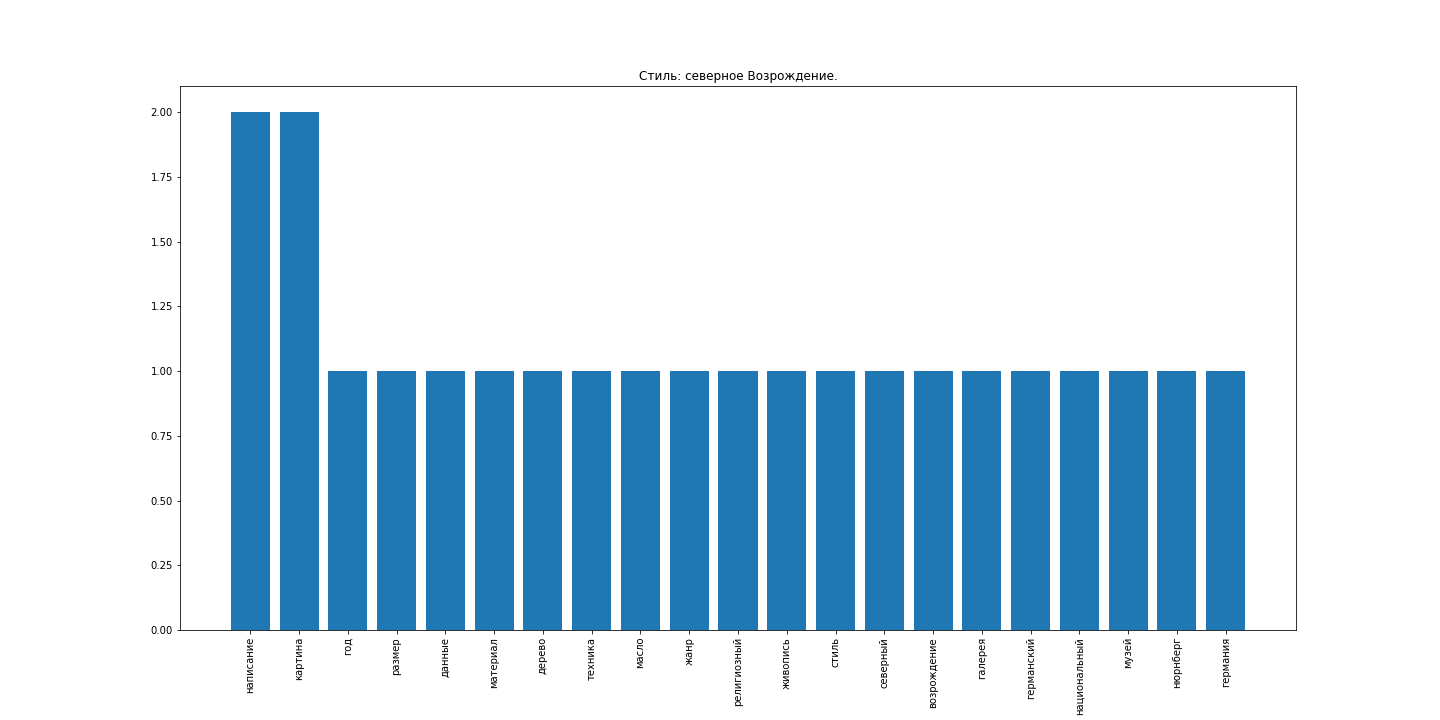 Стиль: северное Возрождение.
2.00
1.75
1.50
1.25
1.00
0.75
0.50
0.25
0.00
написание
картина
год
размер
данные
материал
дерево
техника
масло
жанр
религиозный
живопись
стиль
северный
возрождение
галерея
германский
национальный
музей
нюрнберг
германия